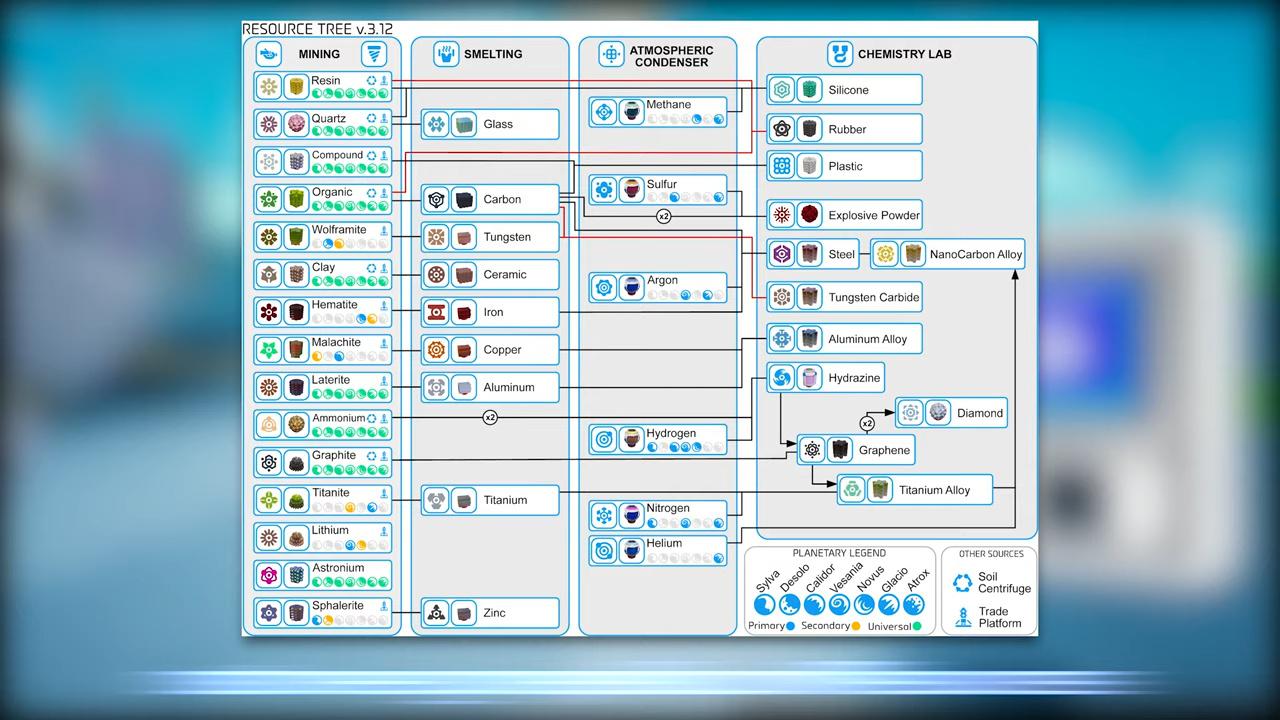 RESOURCE TREE v.3.12
MINING
SMELTING
ATMOSPHERIC
CONDENSER
CHEMISTRY LAB
Resin
Quartz
Compound
Organic
Wolframite
Clay
Hematite
Malachite
Laterite
Ammonium
Graphite
Titanite
Lithium
Astronium
Sphalerite
Glass
Carbon
Tungsten
Ceramic
Iron
Copper
Aluminum
x2
Titanium
Zinc
Methane
Sulfur
x2
Argon
Hydrogen
Nitrogen
Helium
Silicone
Rubber
Plastic
Explosive Powder
Steel
NanoCarbon Alloy
Tungsten Carbide
Aluminum Alloy
Hydrazine
Diamond
x2
Graphene
Titanium Alloy
PLANETARY LEGEND
Sylva
Desolo
Calidor
Vesania
Novus
Glacio
Atrox
Primary
Secondary
Universal
OTHER SOURCES
Soil
Centrifuge
Trade
Platform